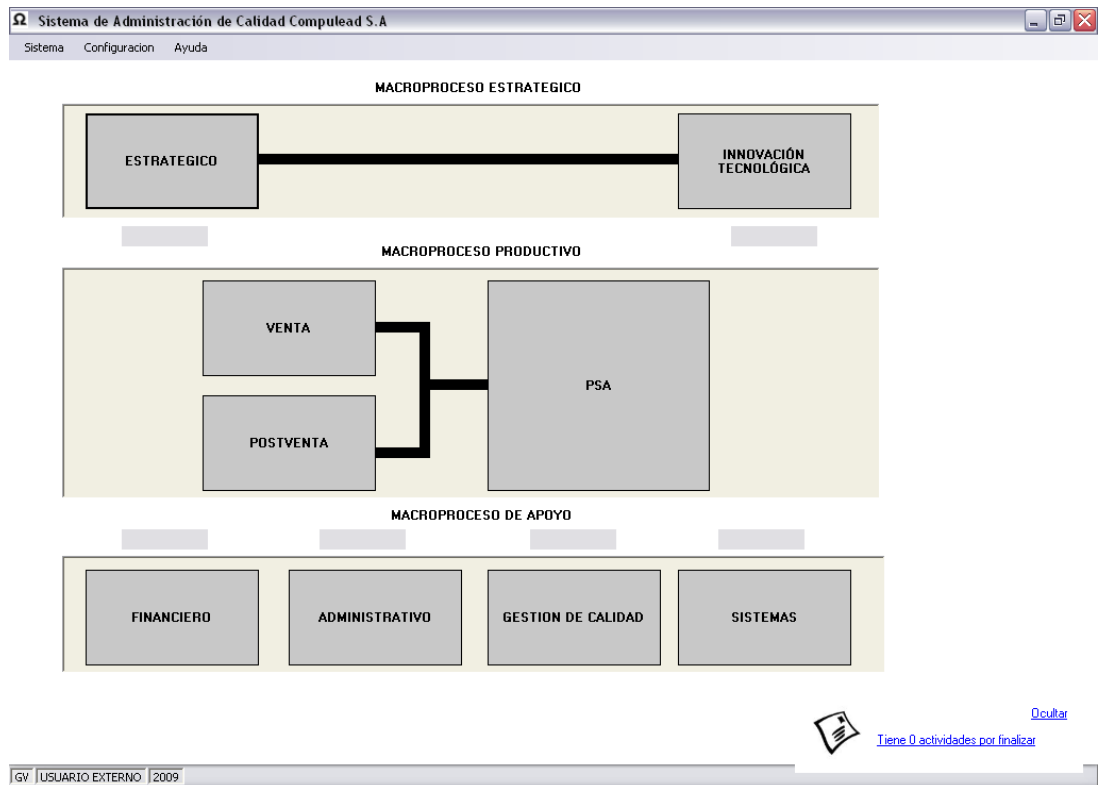 Ω Sistema de Administración de Calidad Compulead S.A
Sistema Configuracion Ayuda
MACROPROCESO ESTRATEGICO
ESTRATEGICO
INNOVACIÓN
TECNOLÓGICA
MACROPROCESO PRODUCTIVO
VENTA
PSA
POSTVENTA
MACROPROCESO DE APOYO
FINANCIERO
ADMINISTRATIVO
GESTION DE CALIDAD
SISTEMAS
Ocultar
Tiene 0 actividades por finalizar
GV USUARIO EXTERNO 2009